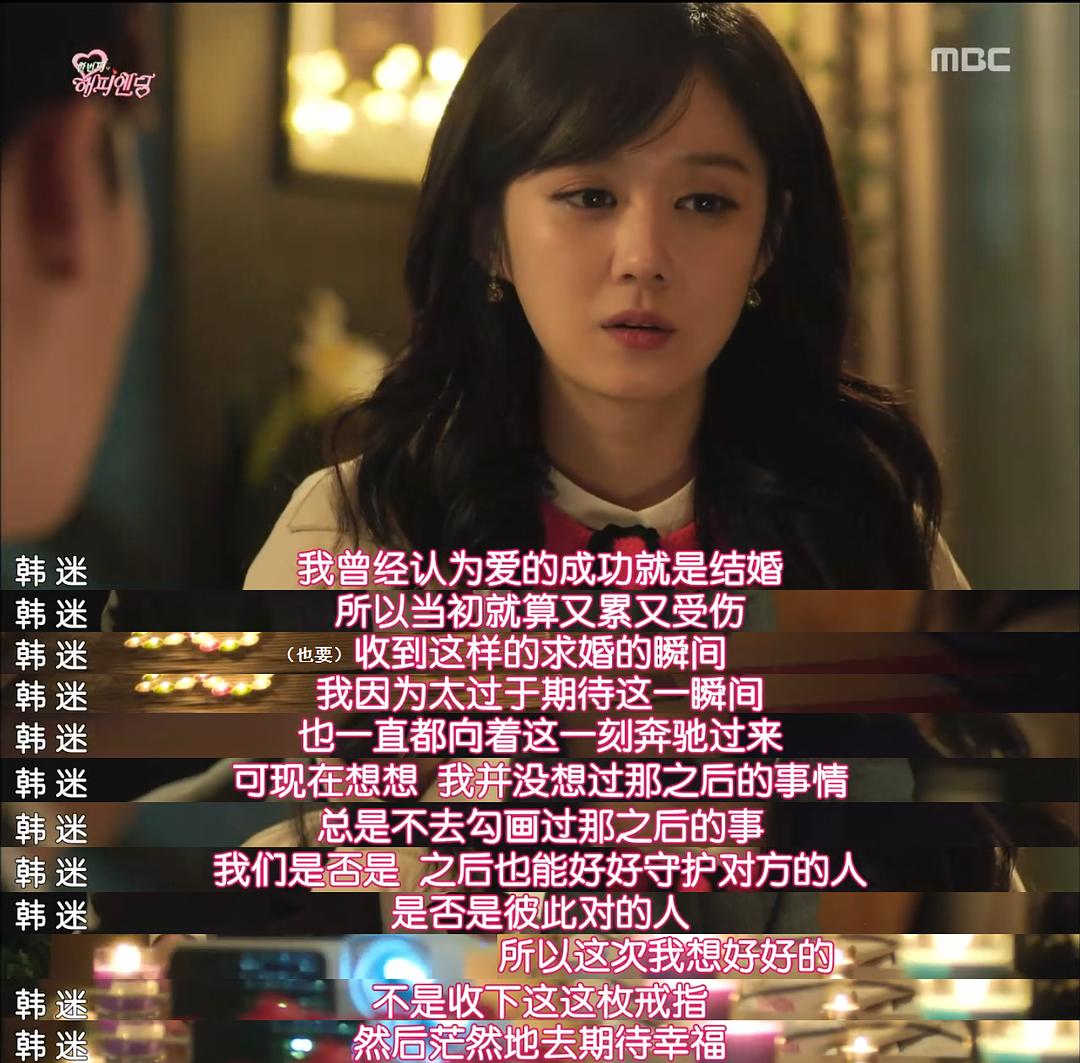 한번더
해피엔딩
MBC
韩迷 我曾经认为爱的成功就是结婚
韩迷 所以当初就算又累又受伤
韩迷 （也要）收到这样的求婚的瞬间
韩迷 我因为太过于期待这一瞬间
韩迷 也一直都向着这一刻奔驰过来
韩迷 可现在想想 我并没想过那之后的事情
韩迷 总是不去勾画过那之后的事
韩迷 我们是否是 之后也能好好守护对方的人
韩迷 是否是彼此对的人
所以这次我想好好的
韩迷 不是收下这这枚戒指
韩迷 然后茫然地去期待幸福